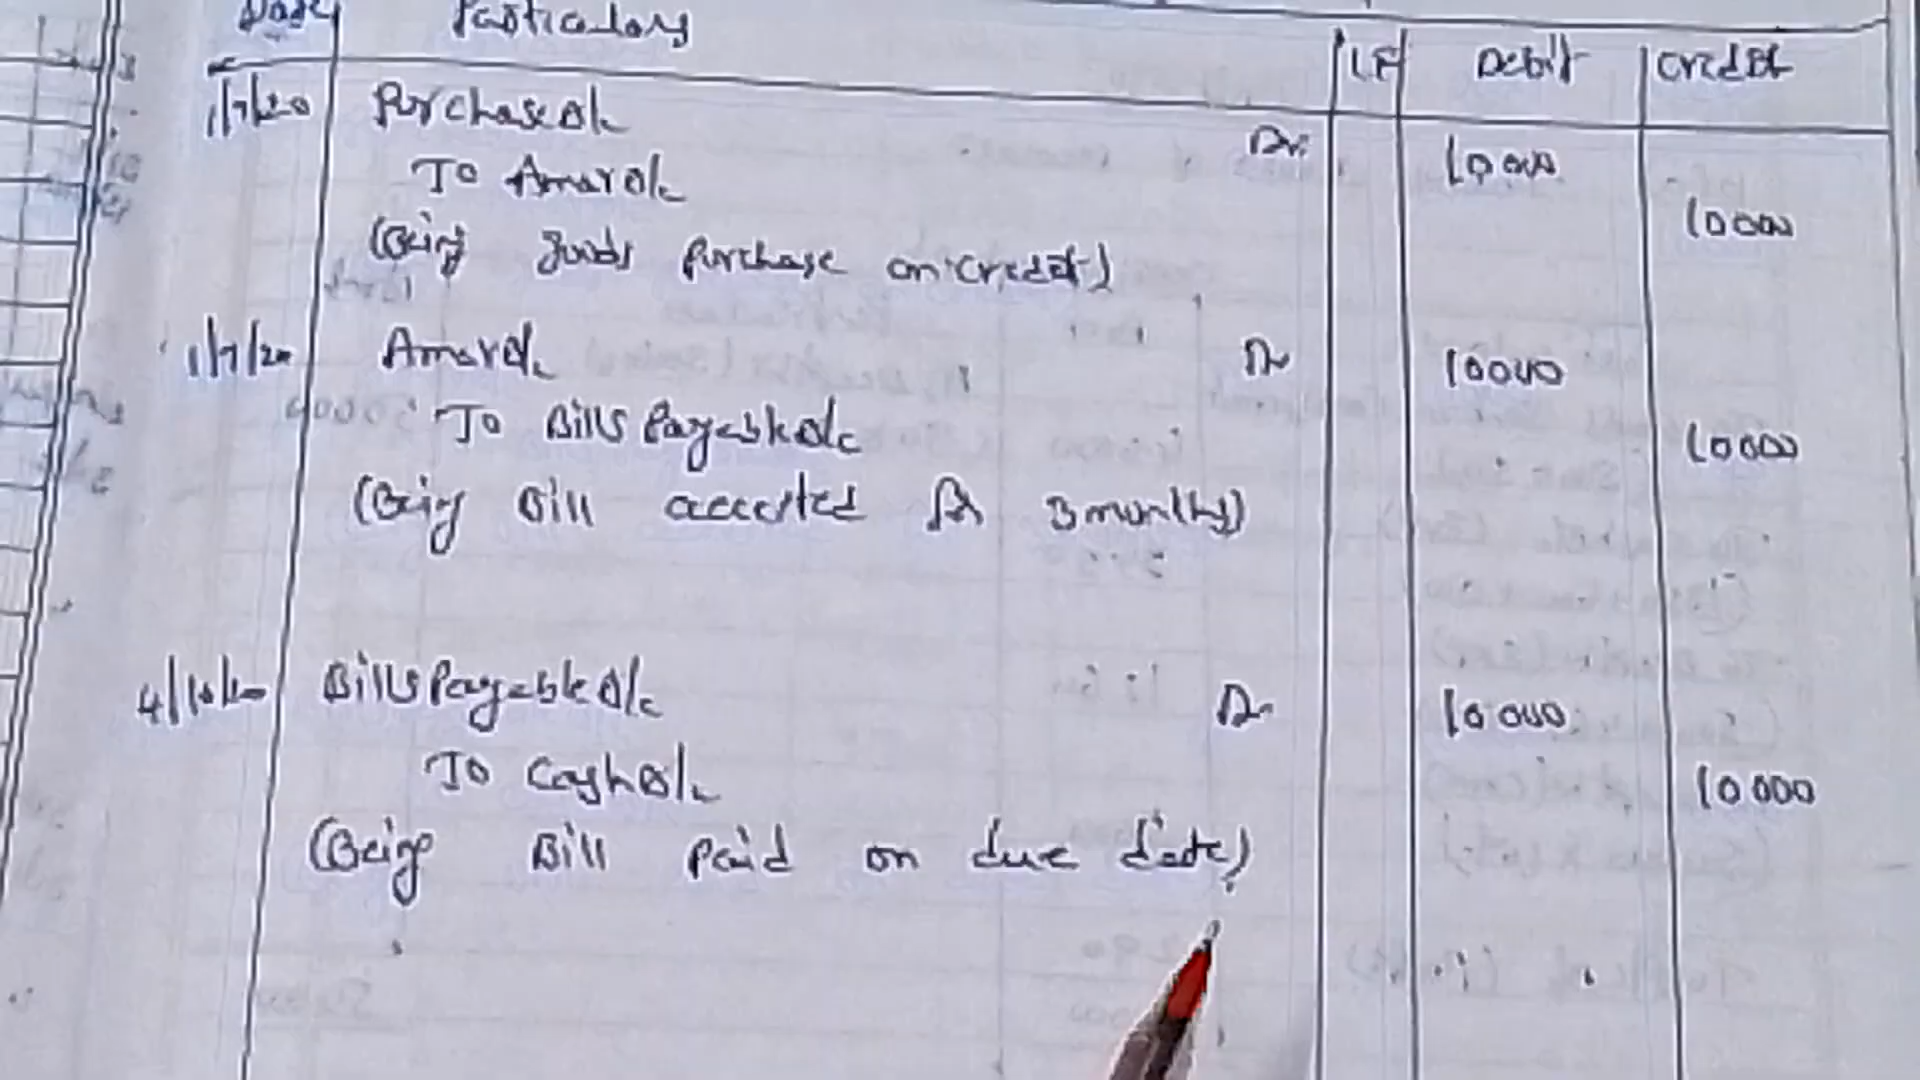 Date Particulars LF Debit Credit
1/7/20 Purchase A/c Dr. 10000
To Amar A/c 10000
(Being goods purchase on credit)
1/7/20 Amar A/c Dr 10000
To Bills Payable A/c 10000
(Being Bill accepted for 3 months)
4/10/20 Bills Payable A/c Dr 10000
To Cash A/c 10000
(Being Bill paid on due date)